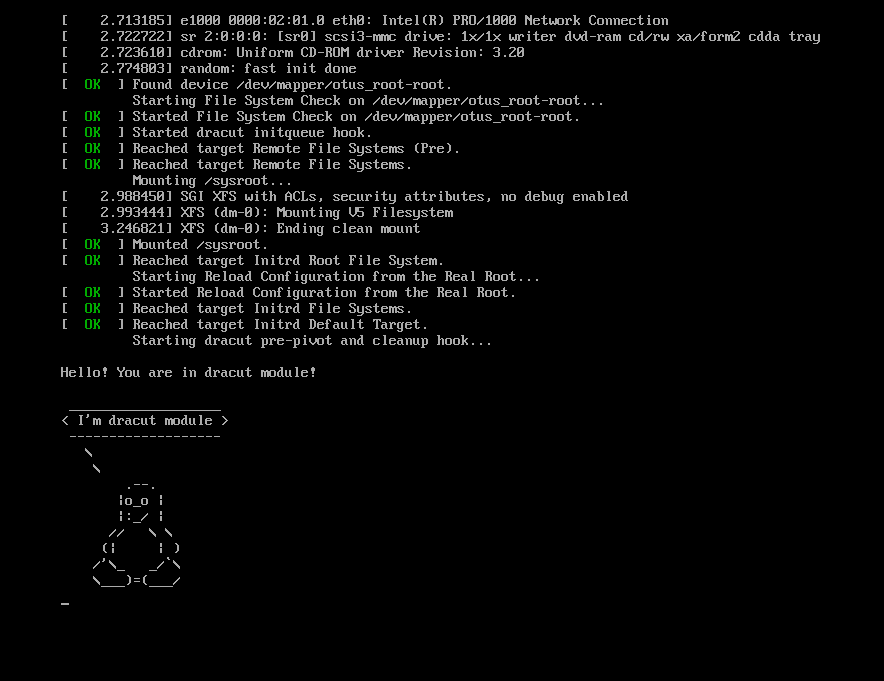 [    2.713185] e1000 0000:02:01.0 eth0: Intel(R) PRO/1000 Network Connection
[    2.722722] sr 2:0:0:0: [sr0] scsi3-mmc drive: 1x/1x writer dvd-ram cd/rw xa/form2 cdda tray
[    2.723610] cdrom: Uniform CD-ROM driver Revision: 3.20
[    2.774803] random: fast init done
[  OK  ] Found device /dev/mapper/otus_root-root.
         Starting File System Check on /dev/mapper/otus_root-root...
[  OK  ] Started File System Check on /dev/mapper/otus_root-root.
[  OK  ] Started dracut initqueue hook.
[  OK  ] Reached target Remote File Systems (Pre).
[  OK  ] Reached target Remote File Systems.
         Mounting /sysroot...
[    2.988450] SGI XFS with ACLs, security attributes, no debug enabled
[    2.993444] XFS (dm-0): Mounting V5 Filesystem
[    3.246821] XFS (dm-0): Ending clean mount
[  OK  ] Mounted /sysroot.
[  OK  ] Reached target Initrd Root File System.
         Starting Reload Configuration from the Real Root...
[  OK  ] Started Reload Configuration from the Real Root.
[  OK  ] Reached target Initrd File Systems.
[  OK  ] Reached target Initrd Default Target.
         Starting dracut pre-pivot and cleanup hook...

Hello! You are in dracut module!

 ___________________
< I'm dracut module >
 -------------------
   \
    \
        .--.
       |o_o |
       |:_/ |
      //   \ \
     (|     | )
    /'\_   _/`\
    \___)=(___/
_